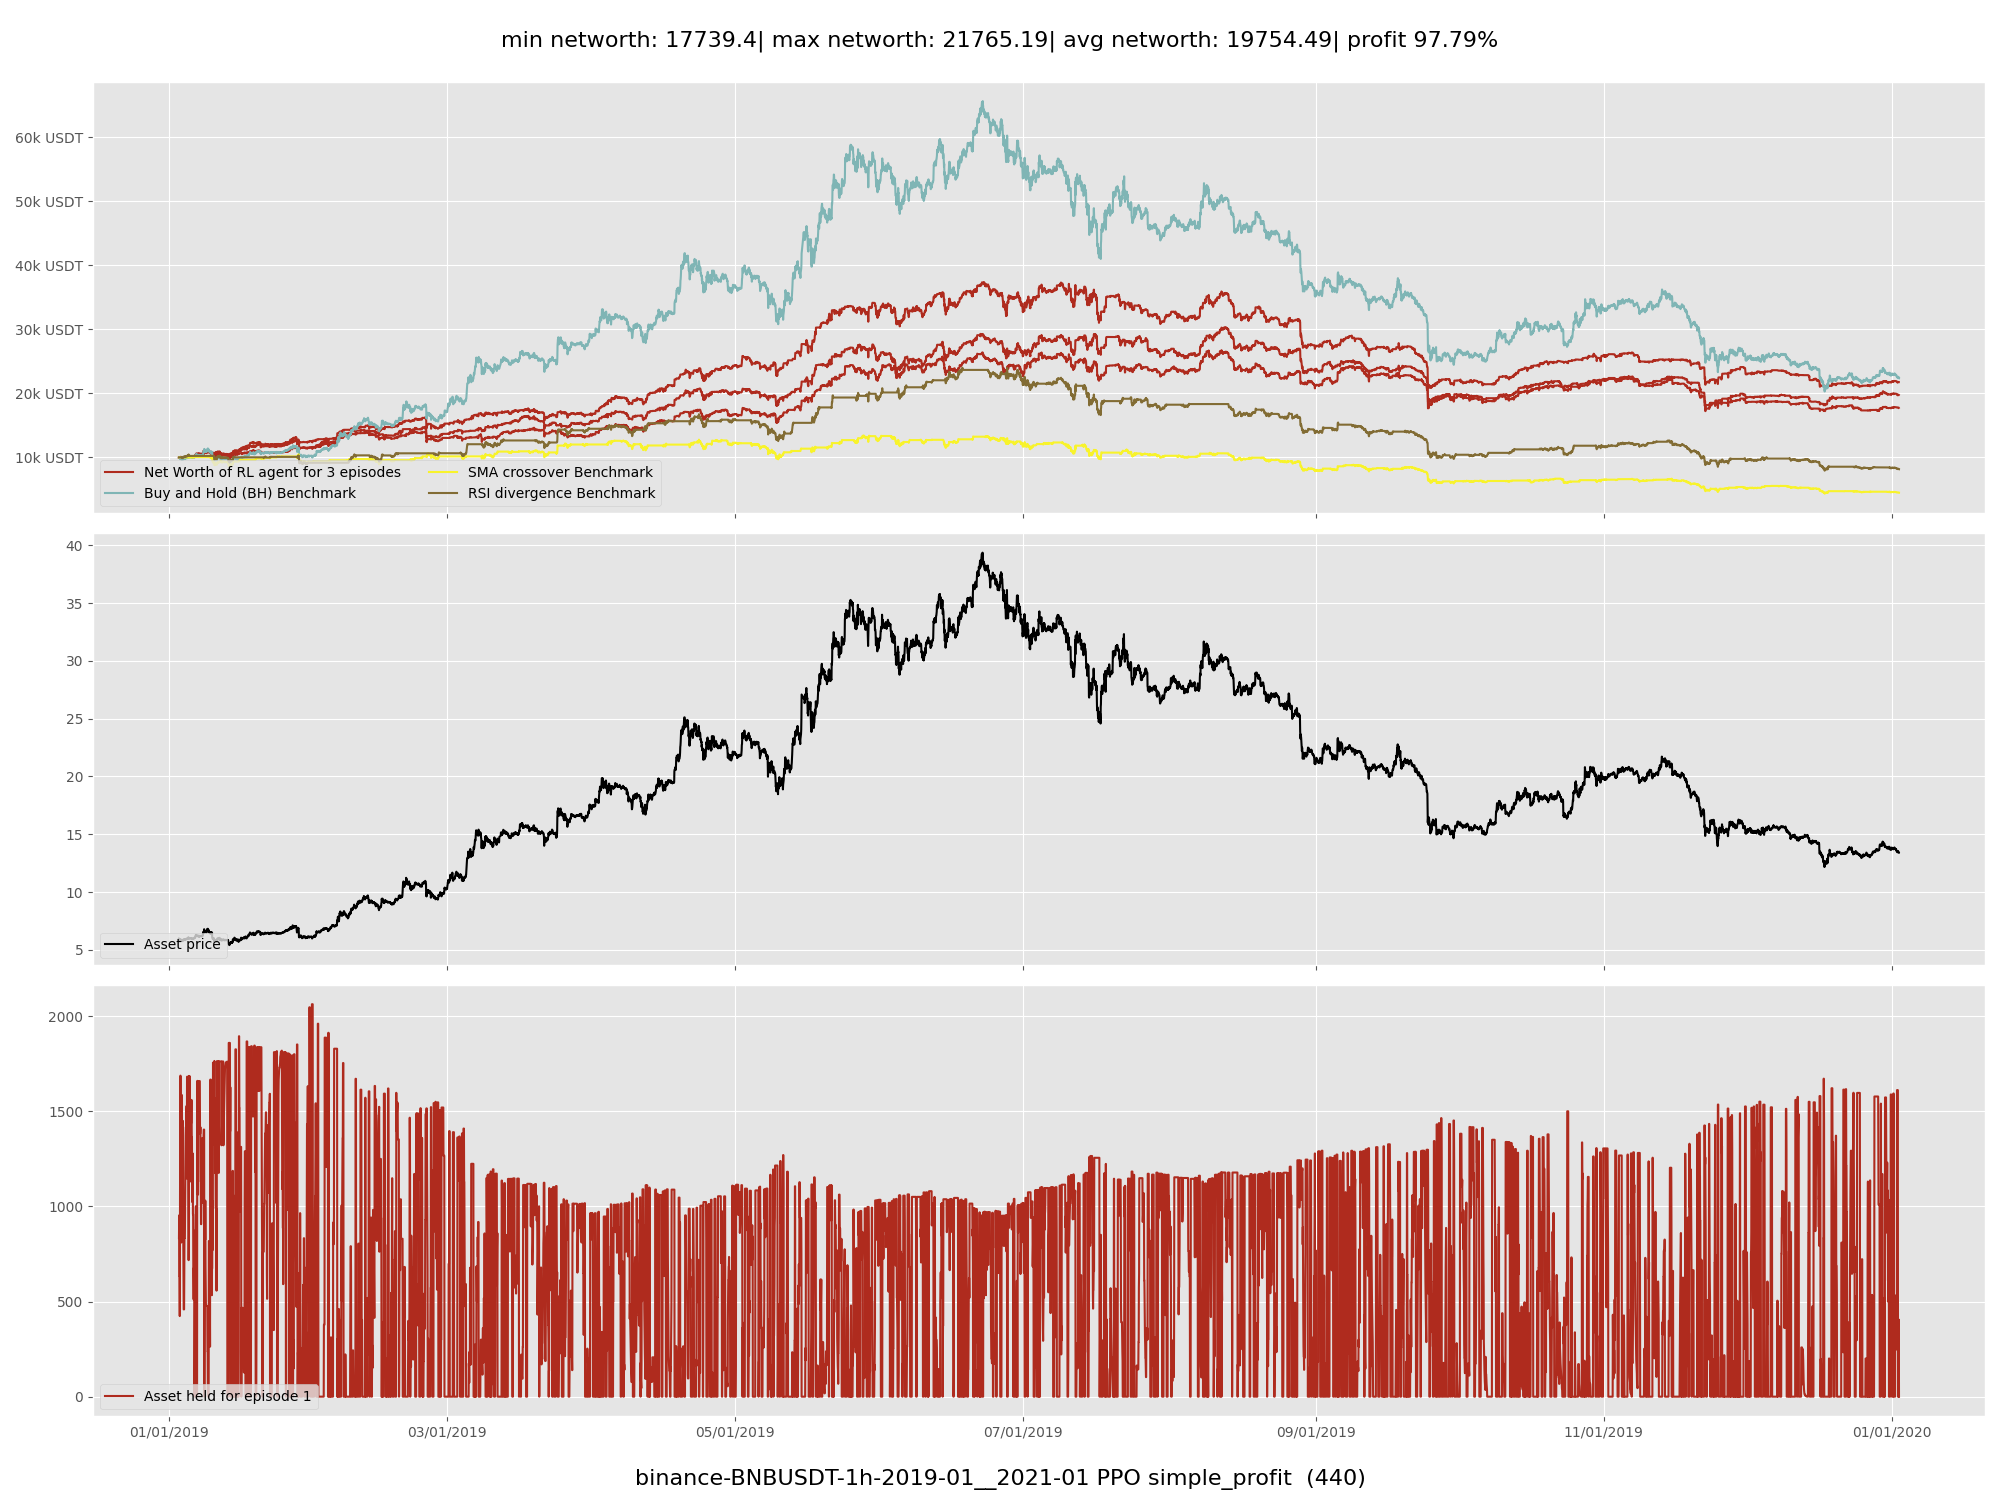 min networth: 17739.4| max networth: 21765.19| avg networth: 19754.49| profit 97.79%
60k USDT
50k USDT
40k USDT
30k USDT
20k USDT
10k USDT
Net Worth of RL agent for 3 episodes
Buy and Hold (BH) Benchmark
SMA crossover Benchmark
RSI divergence Benchmark
40
35
30
25
20
15
10
5
Asset price
2000
1500
1000
500
0
Asset held for episode 1
01/01/2019 03/01/2019 05/01/2019 07/01/2019 09/01/2019 11/01/2019 01/01/2020
binance-BNBUSDT-1h-2019-01__2021-01 PPO simple_profit (440)